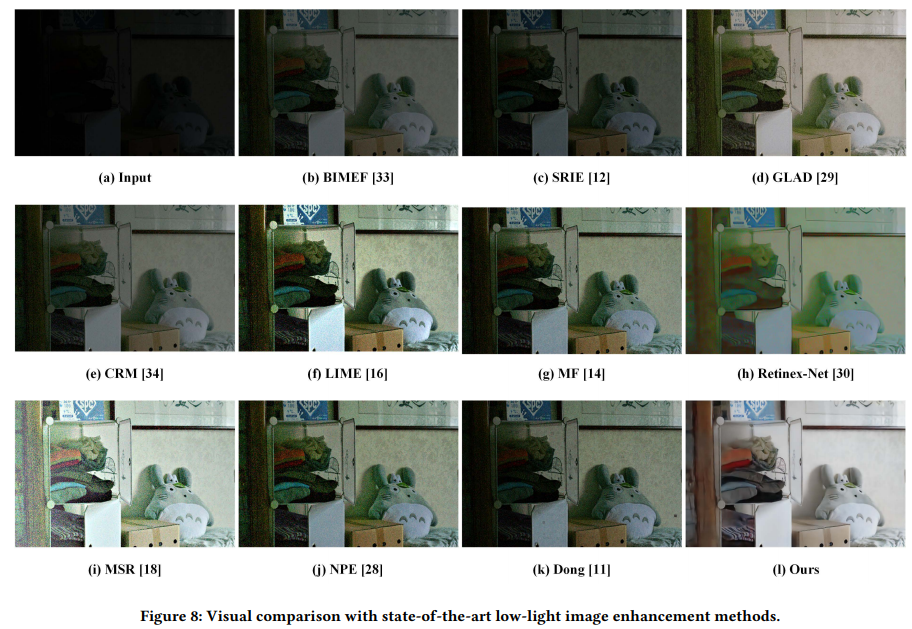 (a) Input
(b) BIMEF [33]
(c) SRIE [12]
(d) GLAD [29]
(e) CRM [34]
(f) LIME [16]
(g) MF [14]
(h) Retinex-Net [30]
(i) MSR [18]
(j) NPE [28]
(k) Dong [11]
(l) Ours
Figure 8: Visual comparison with state-of-the-art low-light image enhancement methods.